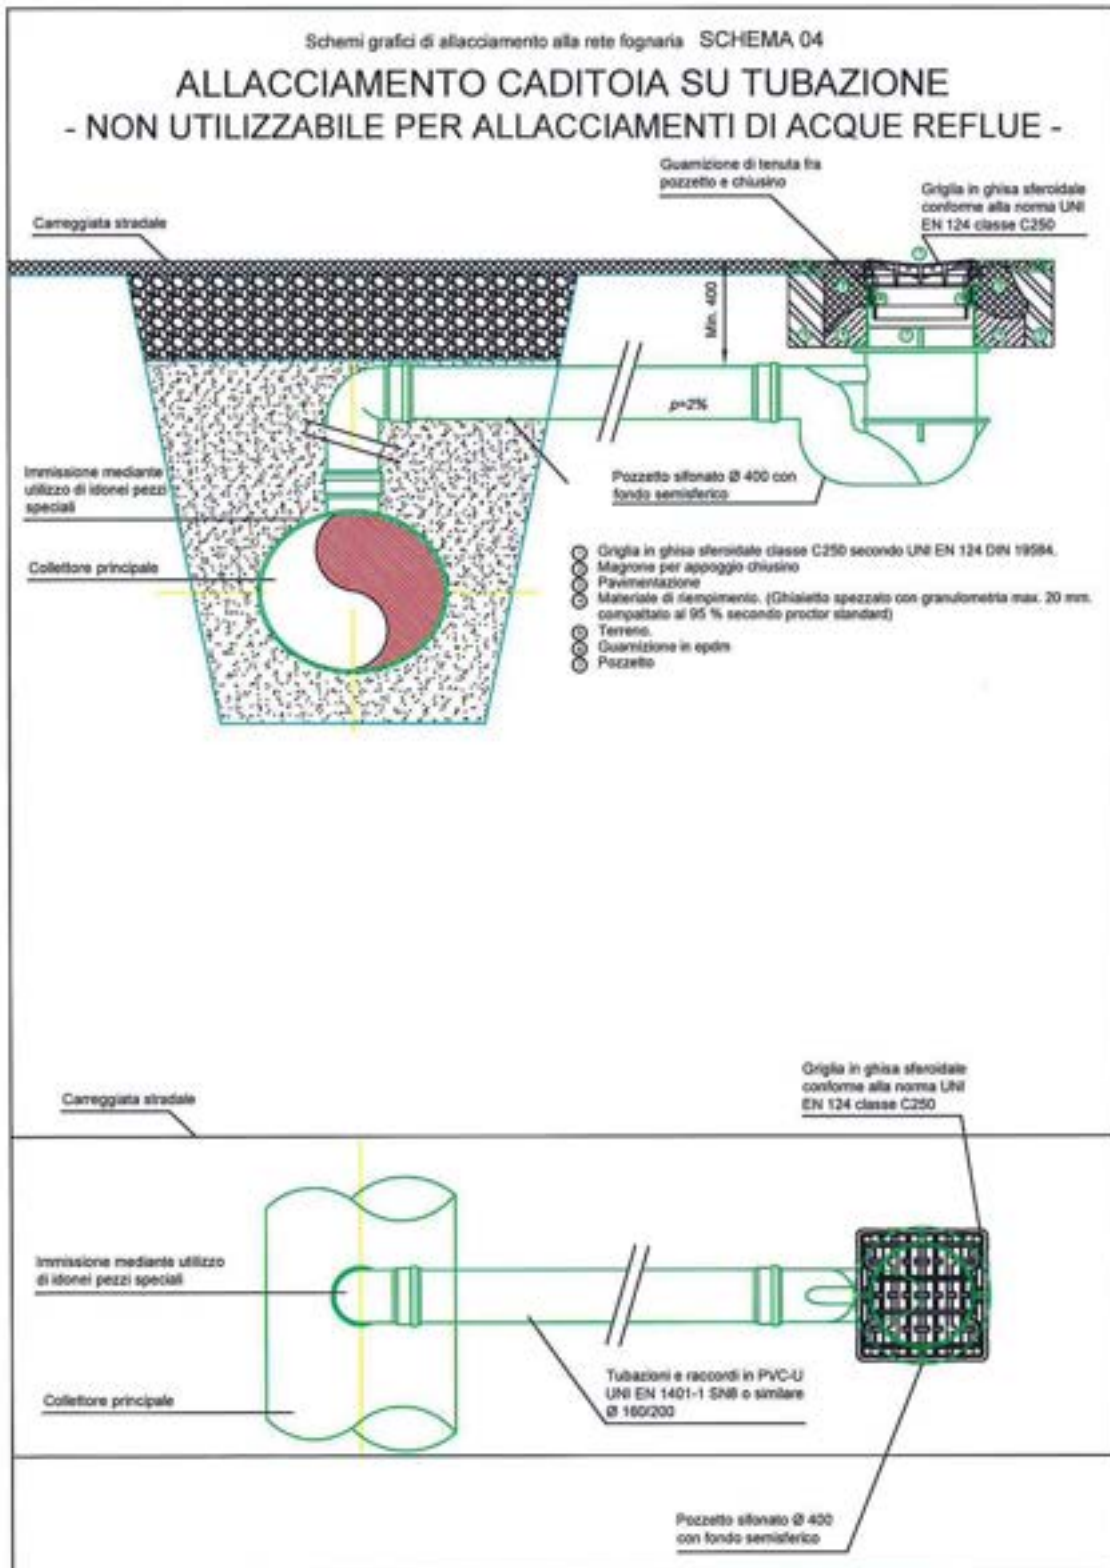 Schemi grafici di allacciamento alla rete fognaria SCHEMA 04
ALLACCIAMENTO CADITOIA SU TUBAZIONE
- NON UTILIZZABILE PER ALLACCIAMENTI DI ACQUE REFLUE -
Guarnizione di tenuta fra
pozzetto e chiusino
Griglia in ghisa sferoidale
conforme alla norma UNI
EN 124 classe C250
Carreggiata stradale
Min. 400
p=2%
Immissione mediante
utilizzo di idonei pezzi
speciali
Pozzetto sifonato Ø 400 con
fondo semisferico
Collettore principale
1 Griglia in ghisa sferoidale classe C250 secondo UNI EN 124 DIN 19584.
2 Magrone per appoggio chiusino
3 Pavimentazione
4 Materiale di riempimento. (Ghiaietto spezzato con granulometria max. 20 mm.
compattato al 95 % secondo proctor standard)
5 Terreno.
6 Guarnizione in epdm
7 Pozzetto
Griglia in ghisa sferoidale
conforme alla norma UNI
EN 124 classe C250
Carreggiata stradale
Immissione mediante utilizzo
di idonei pezzi speciali
Collettore principale
Tubazioni e raccordi in PVC-U
UNI EN 1401-1 SN8 o similare
Ø 160/200
Pozzetto sifonato Ø 400
con fondo semisferico